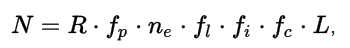 N = R · f_p · n_e · f_l · f_i · f_c · L,